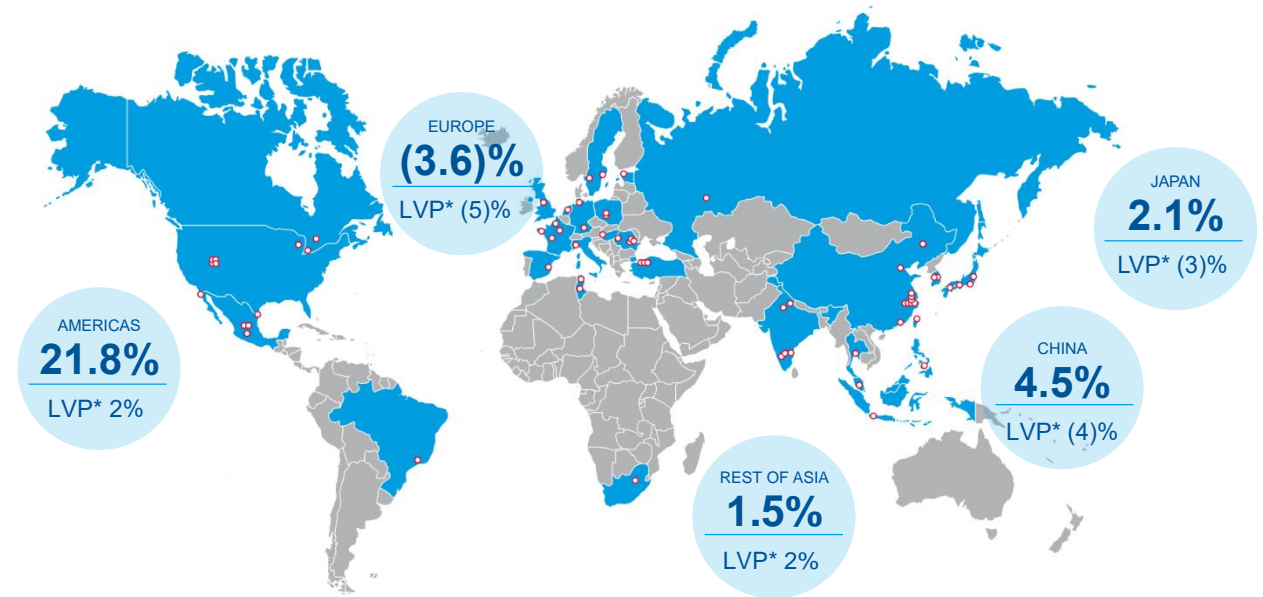 EUROPE
(3.6)%
LVP* (5)%
JAPAN
2.1%
LVP* (3)%
AMERICAS
21.8%
LVP* 2%
CHINA
4.5%
LVP* (4)%
REST OF ASIA
1.5%
LVP* 2%